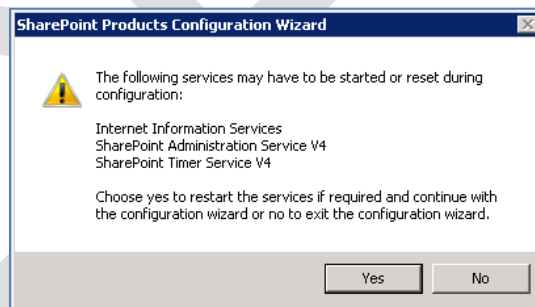 SharePoint Products Configuration Wizard
The following services may have to be started or reset during
configuration:
Internet Information Services
SharePoint Administration Service V4
SharePoint Timer Service V4
Choose yes to restart the services if required and continue with
the configuration wizard or no to exit the configuration wizard.
Yes No